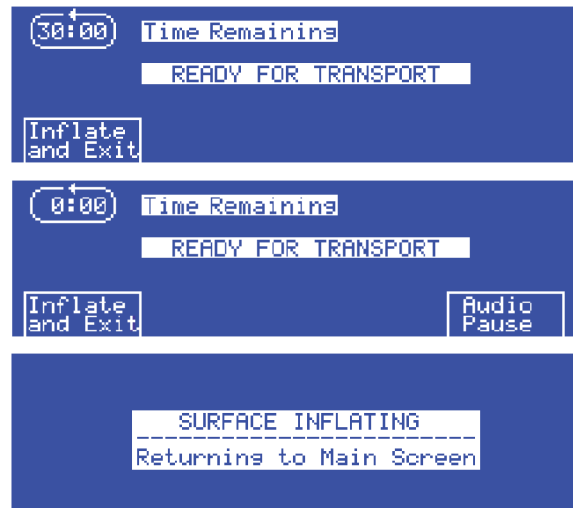 30:00 Time Remaining
READY FOR TRANSPORT
Inflate
and Exit
0:00 Time Remaining
READY FOR TRANSPORT
Inflate Audio
and Exit Pause
SURFACE INFLATING
------------------------
Returning to Main Screen